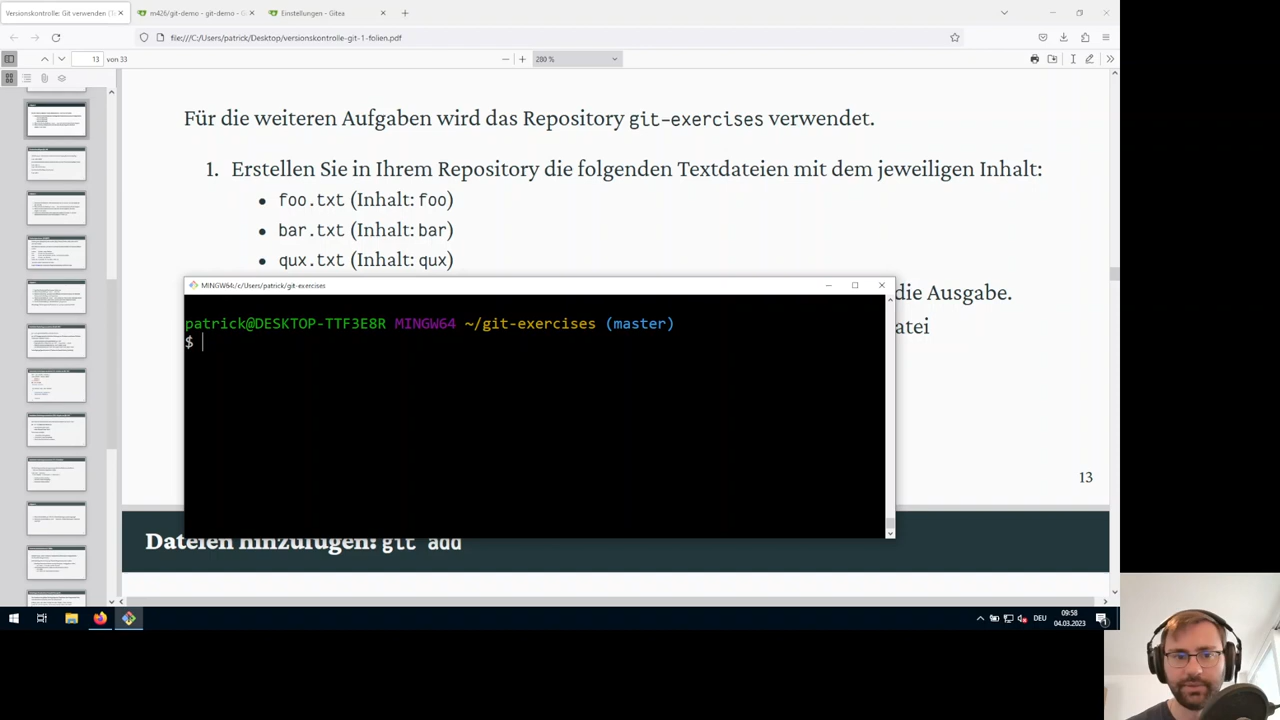 Versionskontrolle: Git verwenden (1
m426/git-demo - git-demo - G
Einstellungen - Gitea
file:///C:/Users/patrick/Desktop/versionskontrolle-git-1-folien.pdf
13 von 33
280 %
Für die weiteren Aufgaben wird das Repository git-exercises verwendet.
1. Erstellen Sie in Ihrem Repository die folgenden Textdateien mit dem jeweiligen Inhalt:
• foo.txt (Inhalt: foo)
• bar.txt (Inhalt: bar)
• qux.txt (Inhalt: qux)
MINGW64:/c/Users/patrick/git-exercises
die Ausgabe.
patrick@DESKTOP-TTF3E8R MINGW64 ~/git-exercises (master)
atei
$
13
Dateien hinzufügen: git add
DEU
09:58
04.03.2023